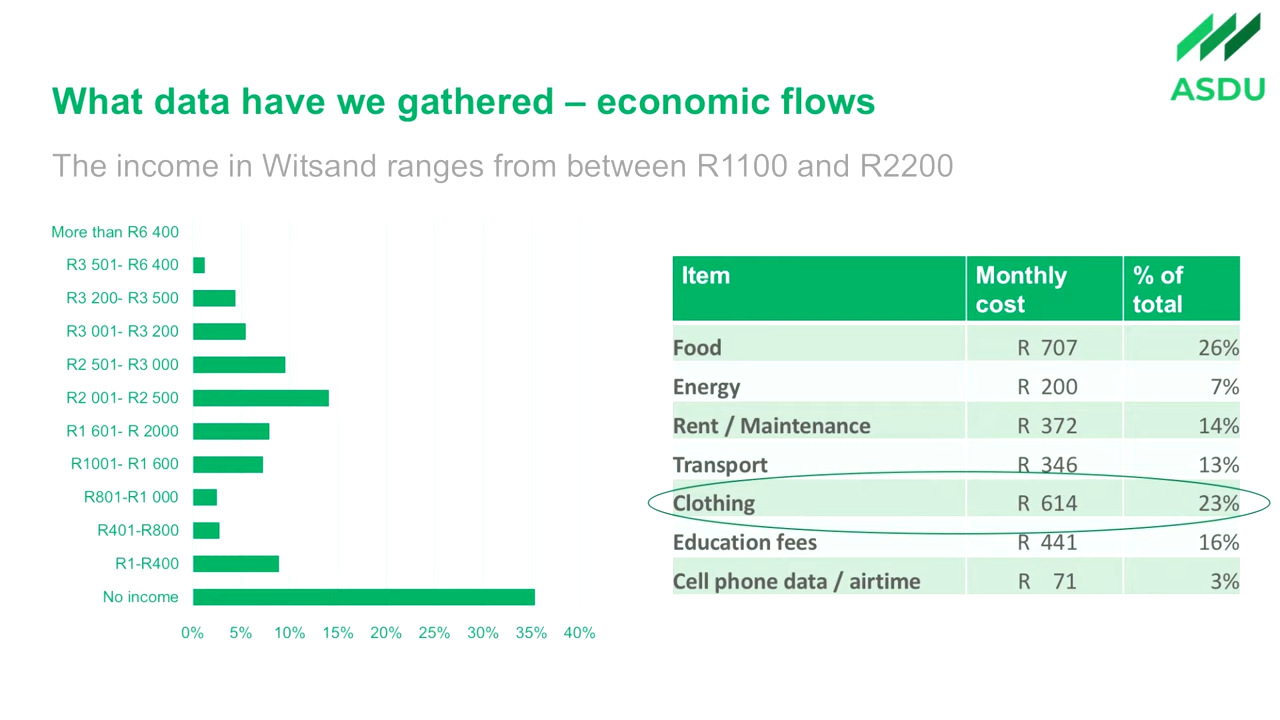 ASDU
What data have we gathered – economic flows
The income in Witsand ranges from between R1100 and R2200
More than R6 400
R3 501- R6 400
R3 200- R3 500
R3 001- R3 200
R2 501- R3 000
R2 001- R2 500
R1 601- R 2000
R1001- R1 600
R801-R1 000
R401-R800
R1-R400
No income
0% 5% 10% 15% 20% 25% 30% 35% 40%
Item Monthly cost % of total
Food R 707 26%
Energy R 200 7%
Rent / Maintenance R 372 14%
Transport R 346 13%
Clothing R 614 23%
Education fees R 441 16%
Cell phone data / airtime R 71 3%